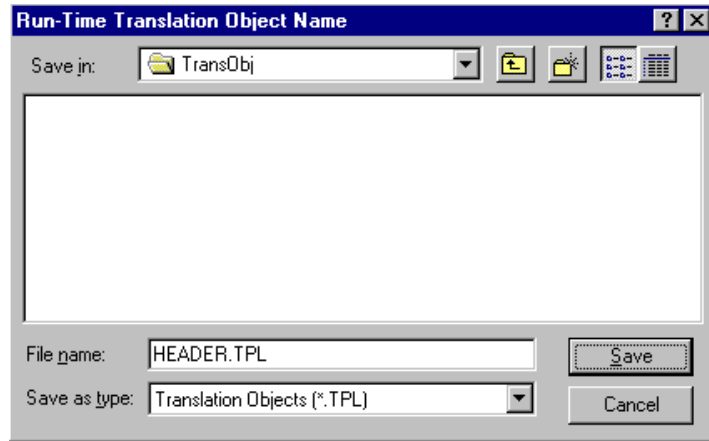 Run-Time Translation Object Name
Save in: TransObj
File name: HEADER.TPL Save
Save as type: Translation Objects (*.TPL) Cancel